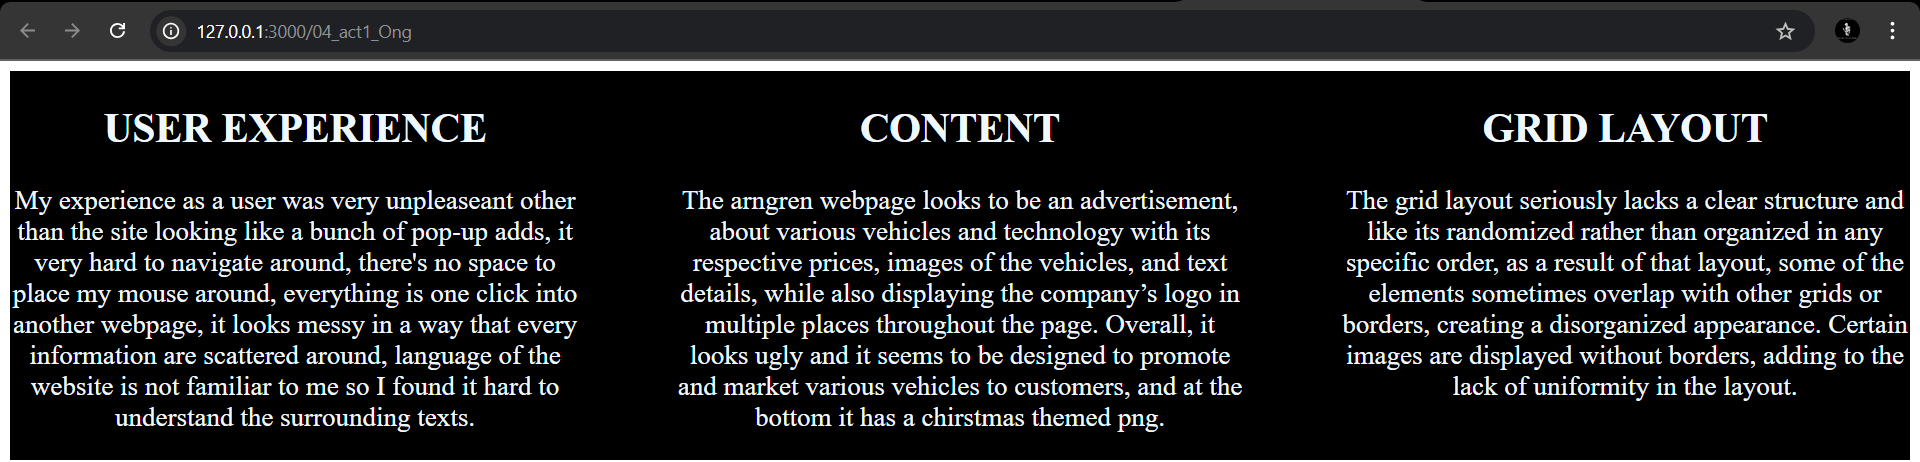 127.0.0.1:3000/04_act1_Ong
USER EXPERIENCE
My experience as a user was very unpleaseant other
than the site looking like a bunch of pop-up adds, it
very hard to navigate around, there's no space to
place my mouse around, everything is one click into
another webpage, it looks messy in a way that every
information are scattered around, language of the
website is not familiar to me so I found it hard to
understand the surrounding texts.
CONTENT
The arngren webpage looks to be an advertisement,
about various vehicles and technology with its
respective prices, images of the vehicles, and text
details, while also displaying the company’s logo in
multiple places throughout the page. Overall, it
looks ugly and it seems to be designed to promote
and market various vehicles to customers, and at the
bottom it has a chirstmas themed png.
GRID LAYOUT
The grid layout seriously lacks a clear structure and
like its randomized rather than organized in any
specific order, as a result of that layout, some of the
elements sometimes overlap with other grids or
borders, creating a disorganized appearance. Certain
images are displayed without borders, adding to the
lack of uniformity in the layout.